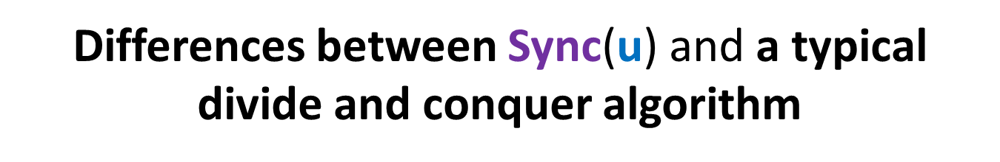 Differences between Sync(u) and a typical
divide and conquer algorithm